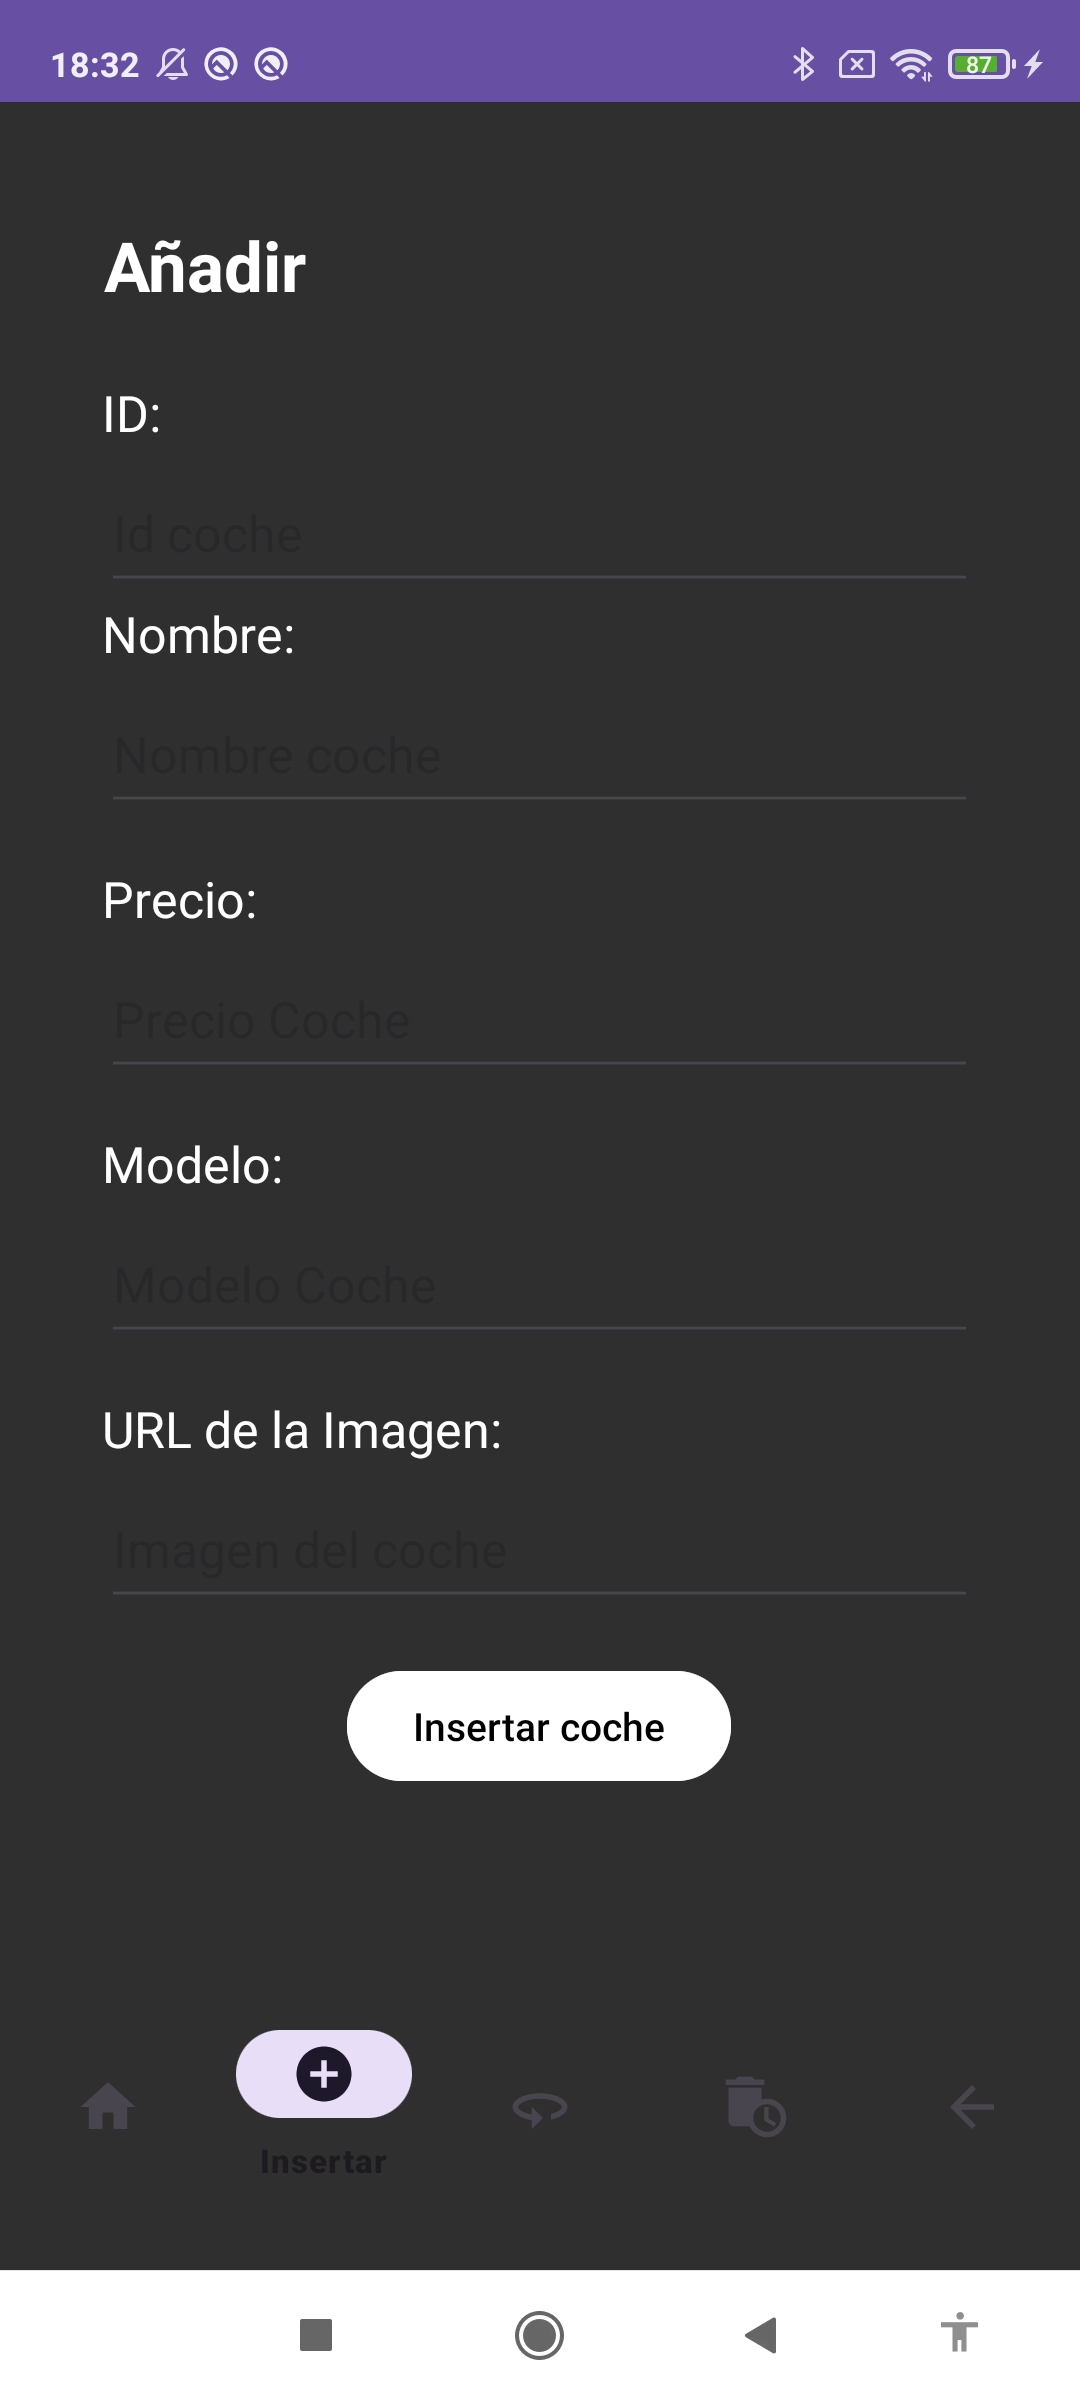 18:32
87
Añadir
ID:
Id coche
Nombre:
Nombre coche
Precio:
Precio Coche
Modelo:
Modelo Coche
URL de la Imagen:
Imagen del coche
Insertar coche
Insertar